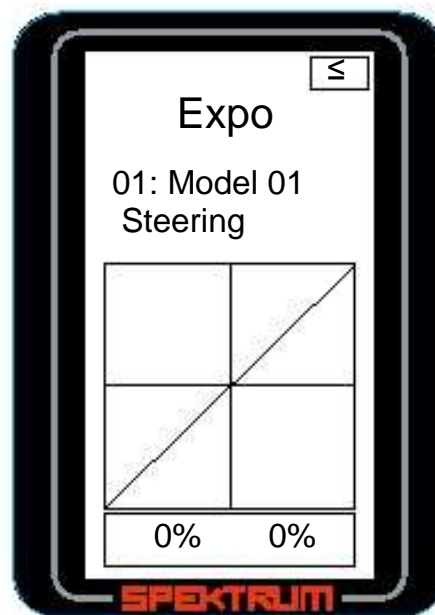 ≤
Expo
01: Model 01
Steering
0% 0%
SPEKTRUM